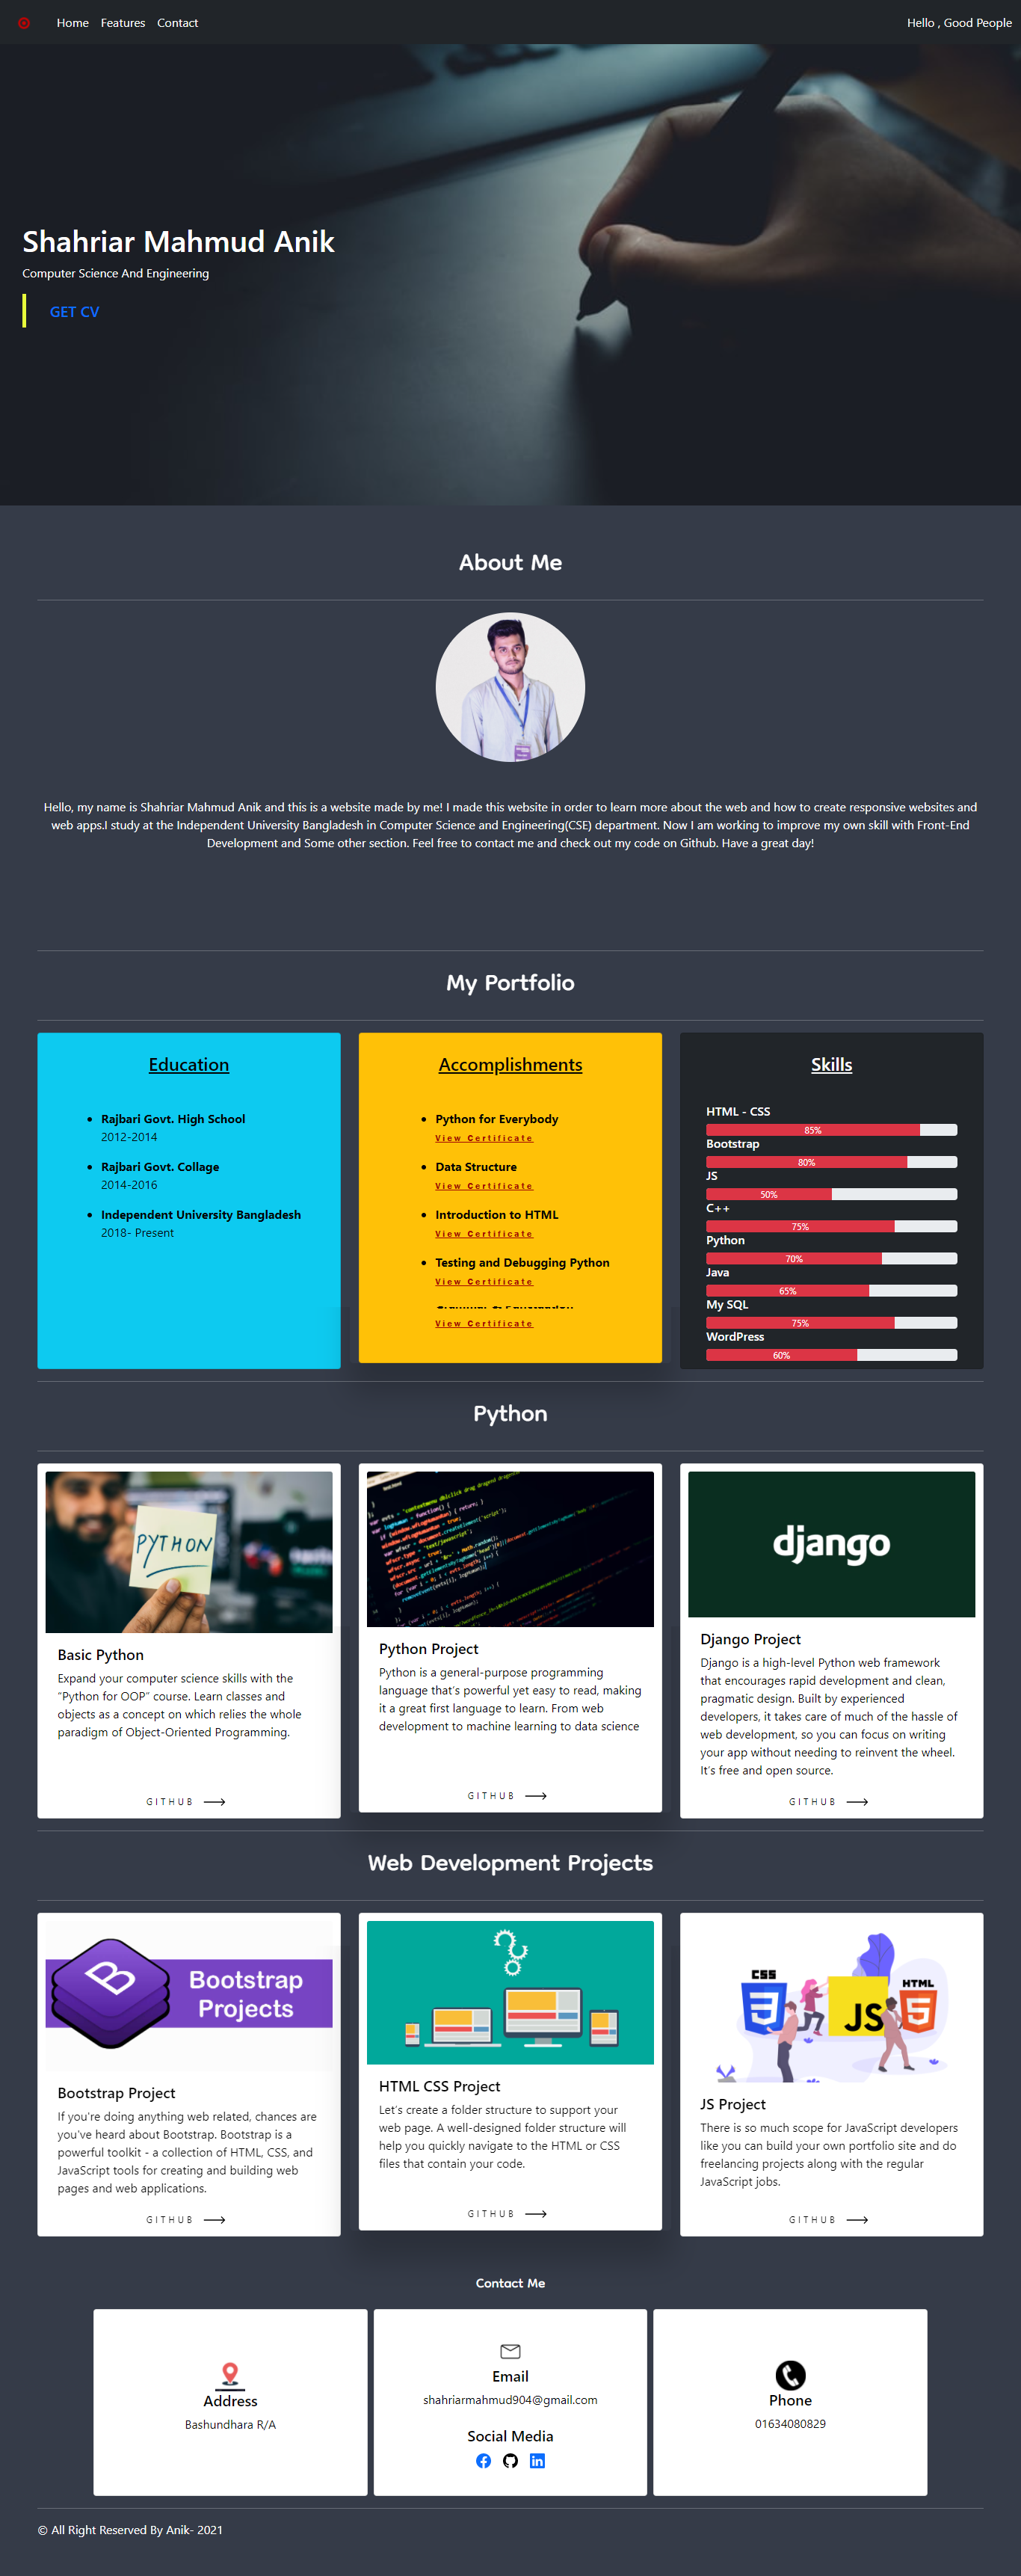 Home Features Contact
Hello , Good People
Shahriar Mahmud Anik
Computer Science And Engineering
GET CV
About Me
Hello, my name is Shahriar Mahmud Anik and this is a website made by me! I made this website in order to learn more about the web and how to create responsive websites and
web apps.I study at the Independent University Bangladesh in Computer Science and Engineering(CSE) department. Now I am working to improve my own skill with Front-End
Development and Some other section. Feel free to contact me and check out my code on Github. Have a great day!
My Portfolio
Education
Rajbari Govt. High School
2012-2014
Rajbari Govt. Collage
2014-2016
Independent University Bangladesh
2018- Present
Accomplishments
Python for Everybody
View Certificate
Data Structure
View Certificate
Introduction to HTML
View Certificate
Testing and Debugging Python
View Certificate
View Certificate
Skills
HTML - CSS
85%
Bootstrap
80%
JS
50%
C++
75%
Python
70%
Java
65%
My SQL
75%
WordPress
60%
Python
PYTHON
Basic Python
Expand your computer science skills with the
“Python for OOP” course. Learn classes and
objects as a concept on which relies the whole
paradigm of Object-Oriented Programming.
GITHUB
Python Project
Python is a general-purpose programming
language that’s powerful yet easy to read, making
it a great first language to learn. From web
development to machine learning to data science
GITHUB
django
Django Project
Django is a high-level Python web framework
that encourages rapid development and clean,
pragmatic design. Built by experienced
developers, it takes care of much of the hassle of
web development, so you can focus on writing
your app without needing to reinvent the wheel.
It’s free and open source.
GITHUB
Web Development Projects
B
Bootstrap
Projects
Bootstrap Project
If you're doing anything web related, chances are
you've heard about Bootstrap. Bootstrap is a
powerful toolkit - a collection of HTML, CSS, and
JavaScript tools for creating and building web
pages and web applications.
GITHUB
HTML CSS Project
Let’s create a folder structure to support your
web page. A well-designed folder structure will
help you quickly navigate to the HTML or CSS
files that contain your code.
GITHUB
CSS
3
JS
HTML
5
JS Project
There is so much scope for JavaScript developers
like you can build your own portfolio site and do
freelancing projects along with the regular
JavaScript jobs.
GITHUB
Contact Me
Address
Bashundhara R/A
Email
shahriarmahmud904@gmail.com
Social Media
Phone
01634080829
© All Right Reserved By Anik- 2021